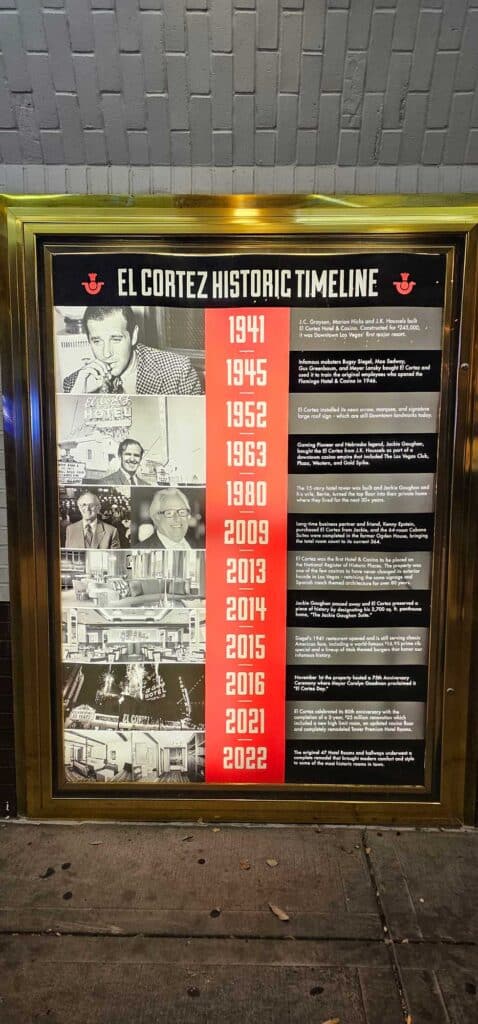 EL CORTEZ HISTORIC TIMELINE
1941
J.C. Grayson, Marion Hicks and J.K. Houssels built
El Cortez Hotel & Casino. Constructed for $245,000,
it was Downtown Las Vegas' first major resort.
1945
Infamous mobsters Bugsy Siegel, Moe Sedway,
Gus Greenbaum, and Meyer Lansky bought El Cortez and
used it to train the original employees who opened the
Flamingo Hotel & Casino in 1946.
1952
El Cortez installed its neon arrow, marquee, and signature
large roof sign - which are still Downtown landmarks today.
1963
Gaming Pioneer and Nebraska legend, Jackie Gaughan,
bought the El Cortez from J.K. Houssels as part of a
downtown casino empire that included The Las Vegas Club,
Plaza, Western, and Gold Spike.
1980
The 15-story hotel tower was built and Jackie Gaughan and
his wife, Bertie, turned the top floor into their private home
where they lived for the next 30+ years.
2009
Long-time business partner and friend, Kenny Epstein,
purchased El Cortez from Jackie, and the 64-room Cabana
Suites were completed in the former Ogden House, bringing
the total room count to its current 364.
2013
El Cortez was the first Hotel & Casino to be placed on
the National Register of Historic Places. The property was
one of the few casinos to have never changed its exterior
facade in Las Vegas - retaining the same signage and
Spanish ranch themed architecture for over 80 years.
2014
Jackie Gaughan passed away and El Cortez preserved a
piece of history by designating his 5,700 sq. ft. penthouse
home, "The Jackie Gaughan Suite."
2015
Siegel's 1941 restaurant opened and is still serving classic
American fare, including a world-famous prime rib
special and a lineup of Mob themed burgers that honor our
infamous history.
2016
November 1st the property hosted a 75th Anniversary
Ceremony where Mayor Carolyn Goodman proclaimed it
"El Cortez Day."
2021
El Cortez celebrated its 80th anniversary with the
completion of a 2-year, $25 million renovation which
included a new high limit room, an updated casino floor
and completely remodeled Tower Premium Hotel Rooms.
2022
The original 47 Hotel Rooms and hallways underwent a
complete remodel that brought modern comfort and style
to some of the most historic rooms in town.
HOTEL
EL CORTEZ